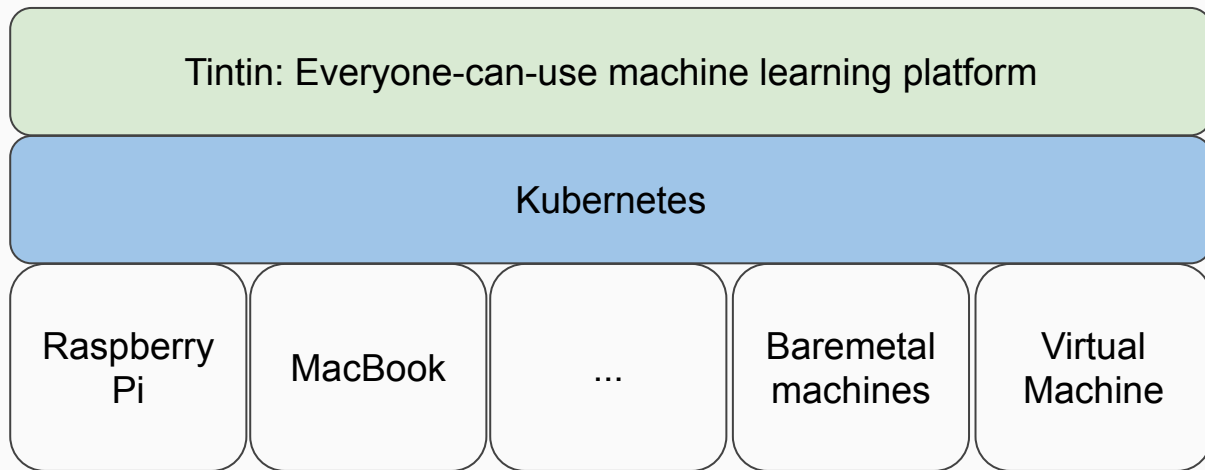 Tintin: Everyone-can-use machine learning platform
Kubernetes
Raspberry
Pi
MacBook
...
Baremetal
machines
Virtual
Machine